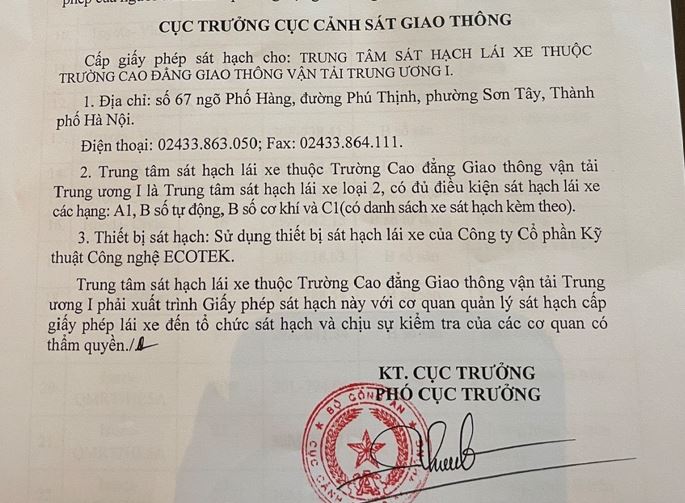 CỤC TRƯỞNG CỤC CẢNH SÁT GIAO THÔNG
Cấp giấy phép sát hạch cho: TRUNG TÂM SÁT HẠCH LÁI XE THUỘC
TRƯỜNG CAO ĐẲNG GIAO THÔNG VẬN TẢI TRUNG ƯƠNG I.
1. Địa chỉ: số 67 ngõ Phố Hàng, đường Phú Thịnh, phường Sơn Tây, Thành
phố Hà Nội.
Điện thoại: 02433.863.050; Fax: 02433.864.111.
2. Trung tâm sát hạch lái xe thuộc Trường Cao đẳng Giao thông vận tải
Trung ương I là Trung tâm sát hạch lái xe loại 2, có đủ điều kiện sát hạch lái xe
các hạng: A1, B số tự động, B số cơ khí và C1(có danh sách xe sát hạch kèm theo).
3. Thiết bị sát hạch: Sử dụng thiết bị sát hạch lái xe của Công ty Cổ phần Kỹ
thuật Công nghệ ECOTEK.
Trung tâm sát hạch lái xe thuộc Trường Cao đẳng Giao thông vận tải Trung
ương I phải xuất trình Giấy phép sát hạch này với cơ quan quản lý sát hạch cấp
giấy phép lái xe đến tổ chức sát hạch và chịu sự kiểm tra của các cơ quan có
thẩm quyền./
KT. CỤC TRƯỞNG
PHÓ CỤC TRƯỞNG
BỘ CÔNG AN
CỤC CẢNH